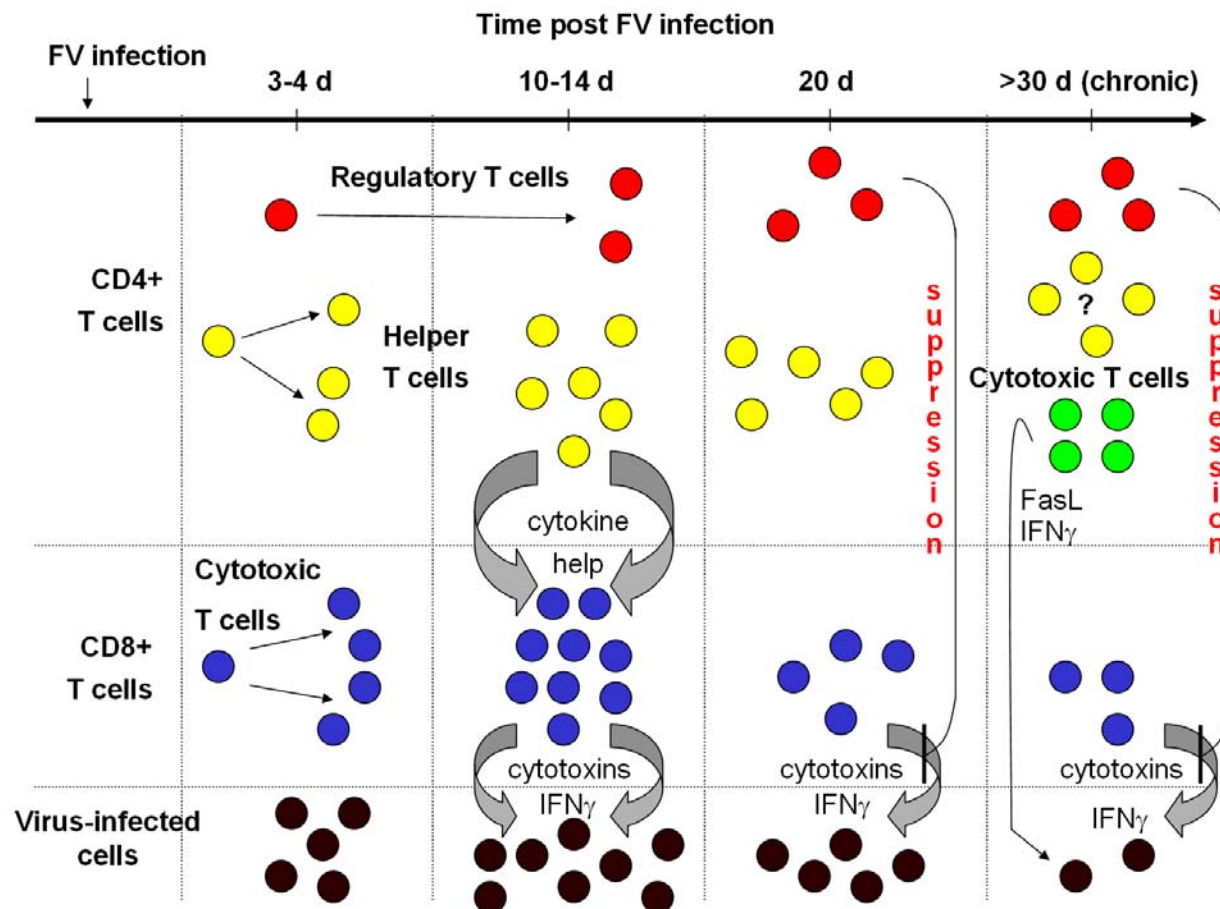 Time post FV infection
FV infection
3-4 d
10-14 d
20 d
>30 d (chronic)
Regulatory T cells
CD4+
T cells
Helper
T cells
?
Cytotoxic T cells
FasL
IFNγ
suppression
suppression
cytokine
help
Cytotoxic
T cells
CD8+
T cells
cytotoxins
IFNγ
cytotoxins
IFNγ
cytotoxins
IFNγ
Virus-infected
cells